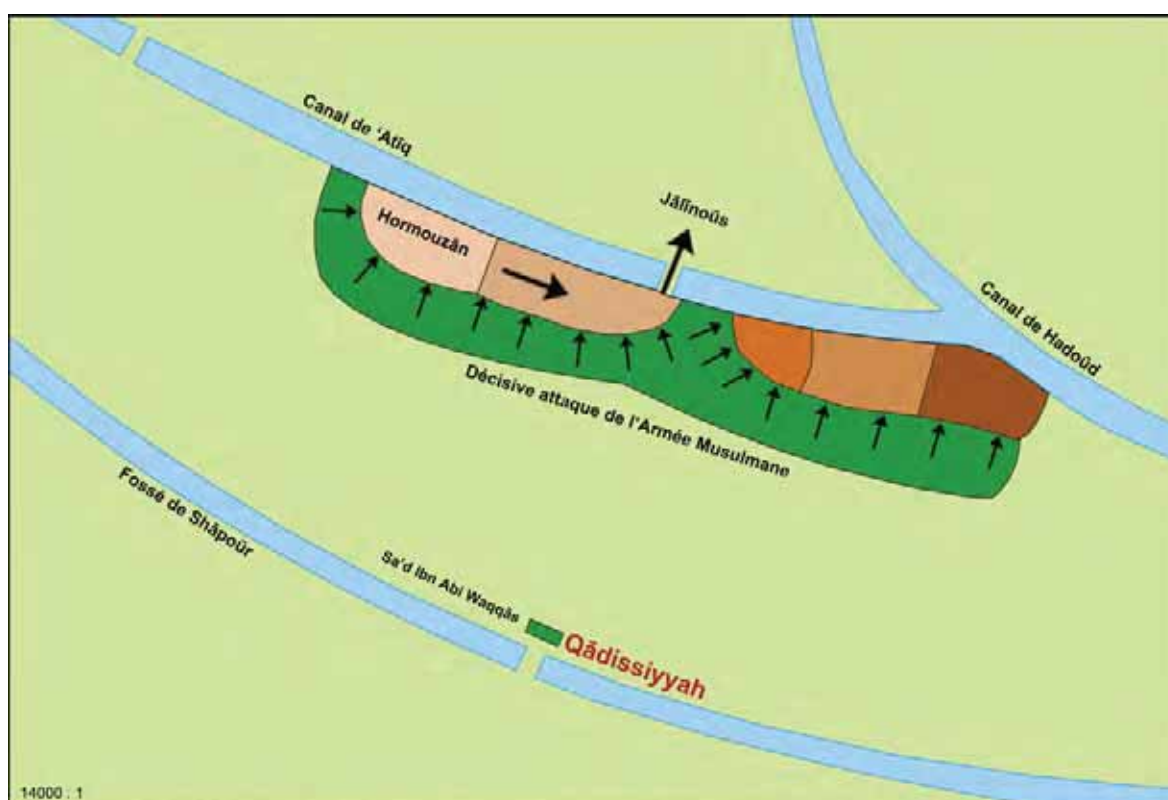 Canal de ‘Atîq
Jâlînoûs
Hormouzân
Canal de Hadoûd
Décisive attaque de l’Armée Musulmane
Fossé de Shâpoûr
Sa’d Ibn Abi Waqqâs
Qâdissiyyah
14000 : 1